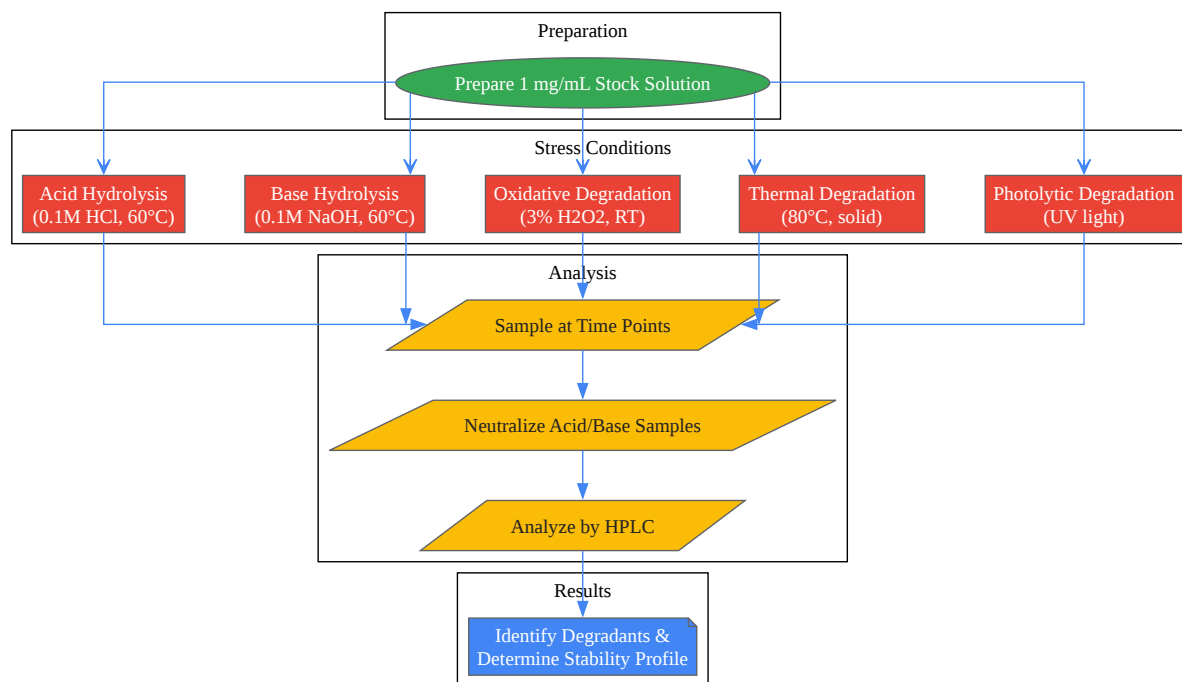 Preparation
Prepare 1 mg/mL Stock Solution
Stress Conditions
Acid Hydrolysis
(0.1M HCl, 60°C)
Base Hydrolysis
(0.1M NaOH, 60°C)
Oxidative Degradation
(3% H2O2, RT)
Thermal Degradation
(80°C, solid)
Photolytic Degradation
(UV light)
Analysis
Sample at Time Points
Neutralize Acid/Base Samples
Analyze by HPLC
Results
Identify Degradants &
Determine Stability Profile